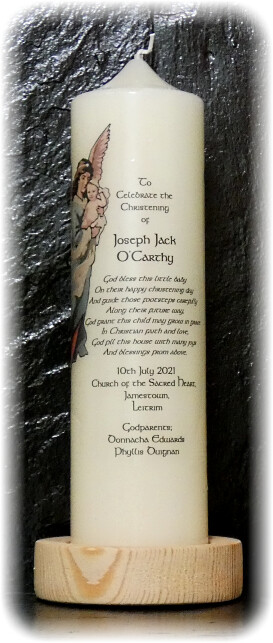 To
Celebrate the
Christening
of
Joseph Jack
O'Carthy
God bless this little baby
On their happy christening day
And guide those footsteps carefully
Along their future way.
God grant this child may grow in grace
In Christian faith and love,
God fill this house with many joys
And blessings from above.
10th July 2021
Church of the Sacred Heart,
Jamestown,
Leitrim
Godparents;
Donnacha Edwards
Phyllis Duignan